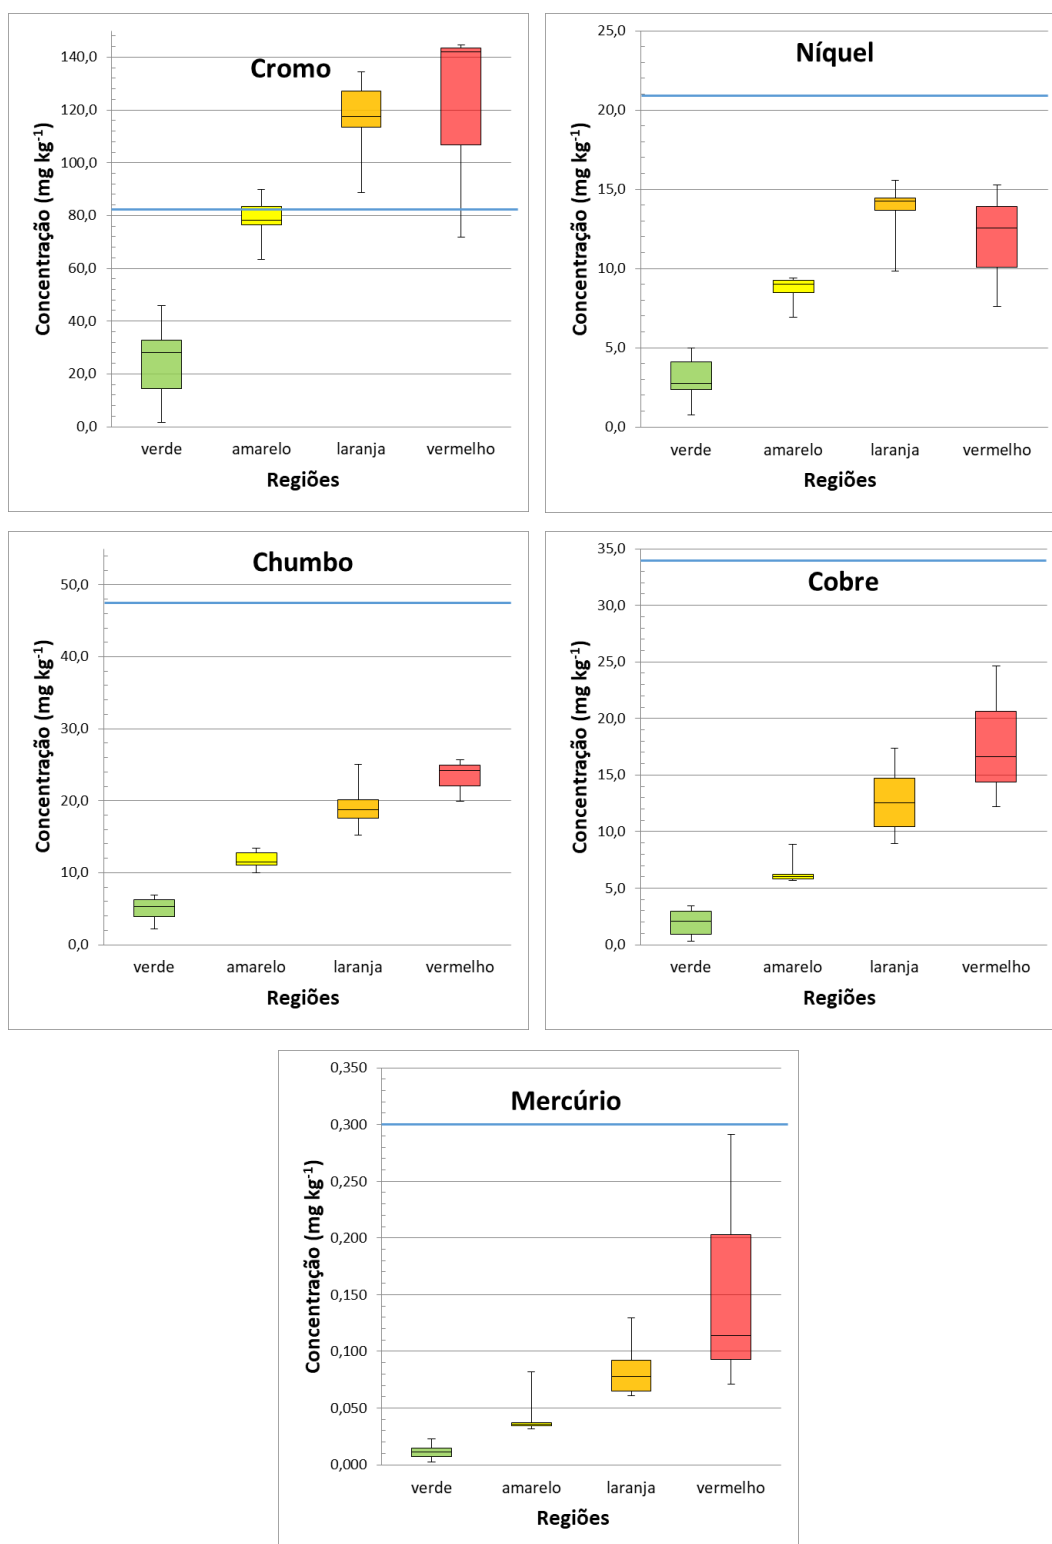 Cromo
Concentração (mg kg-1)
140,0
120,0
100,0
80,0
60,0
40,0
20,0
0,0
verde amarelo laranja vermelho
Regiões
Níquel
Concentração (mg kg-1)
25,0
20,0
15,0
10,0
5,0
0,0
verde amarelo laranja vermelho
Regiões
Chumbo
Concentração (mg kg-1)
50,0
40,0
30,0
20,0
10,0
0,0
verde amarelo laranja vermelho
Regiões
Cobre
Concentração (mg kg-1)
35,0
30,0
25,0
20,0
15,0
10,0
5,0
0,0
verde amarelo laranja vermelho
Regiões
Mercúrio
Concentração (mg kg-1)
0,350
0,300
0,250
0,200
0,150
0,100
0,050
0,000
verde amarelo laranja vermelho
Regiões